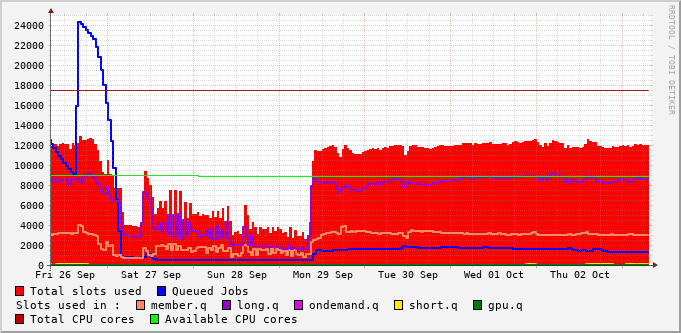 24000
22000
20000
18000
16000
14000
12000
10000
8000
6000
4000
2000
0
Fri 26 Sep Sat 27 Sep Sun 28 Sep Mon 29 Sep Tue 30 Sep Wed 01 Oct Thu 02 Oct
Total slots used Queued Jobs
Slots used in : member.q long.q ondemand.q short.q gpu.q
Total CPU cores Available CPU cores
RRDTOOL / TOBI OETIKER